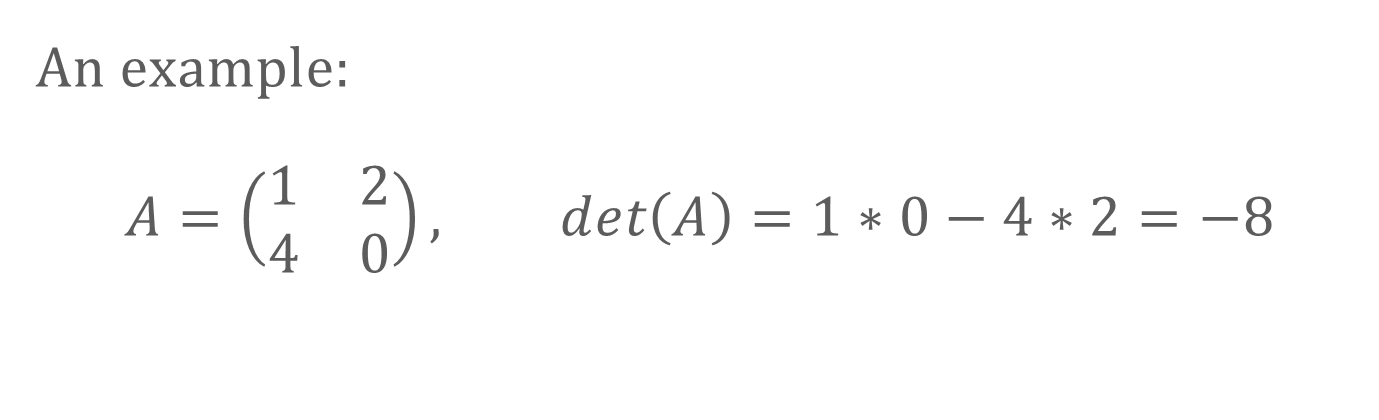 An example:
A = (1 2
4 0), det(A) = 1 * 0 − 4 * 2 = −8